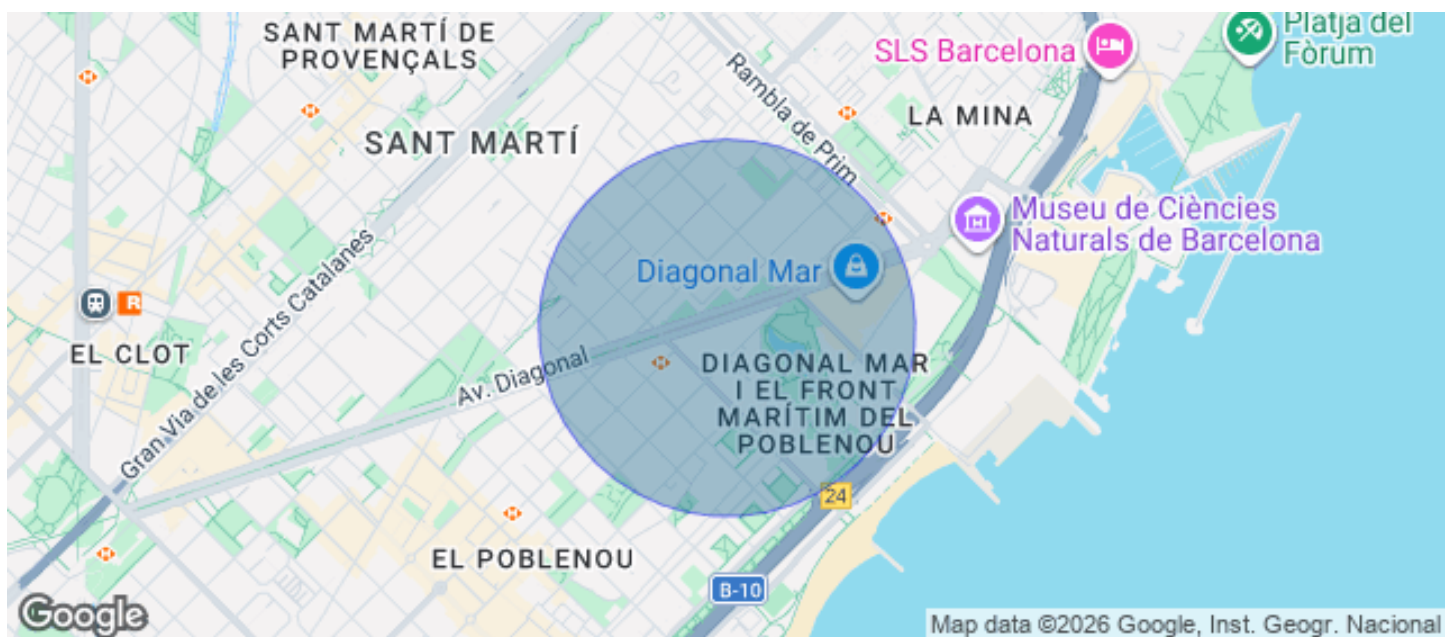 SANT MARTÍ DE
PROVENÇALS
SLS Barcelona
Platja del
Fòrum
Rambla de Prim
LA MINA
SANT MARTÍ
Museu de Ciències
Naturals de Barcelona
Diagonal Mar
R
EL CLOT
Gran Via de les Corts Catalanes
Av. Diagonal
DIAGONAL MAR
I EL FRONT
MARÍTIM DEL
POBLENOU
24
EL POBLENOU
B-10
Google
Map data ©2026 Google, Inst. Geogr. Nacional